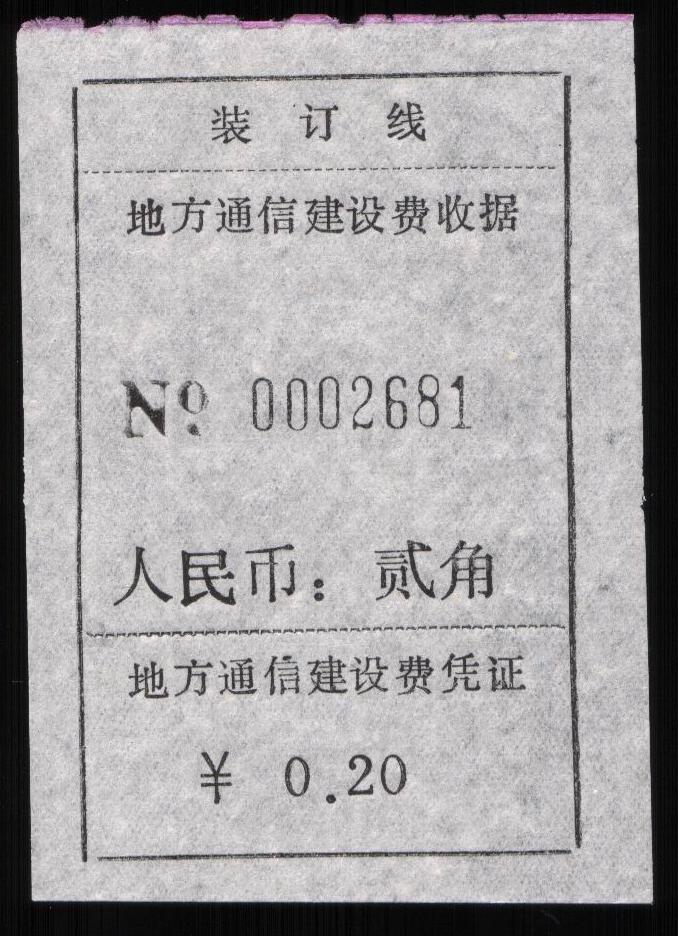 装 订 线
地方通信建设费收据
№ 0002681
人民币：贰角
地方通信建设费凭证
¥ 0.20